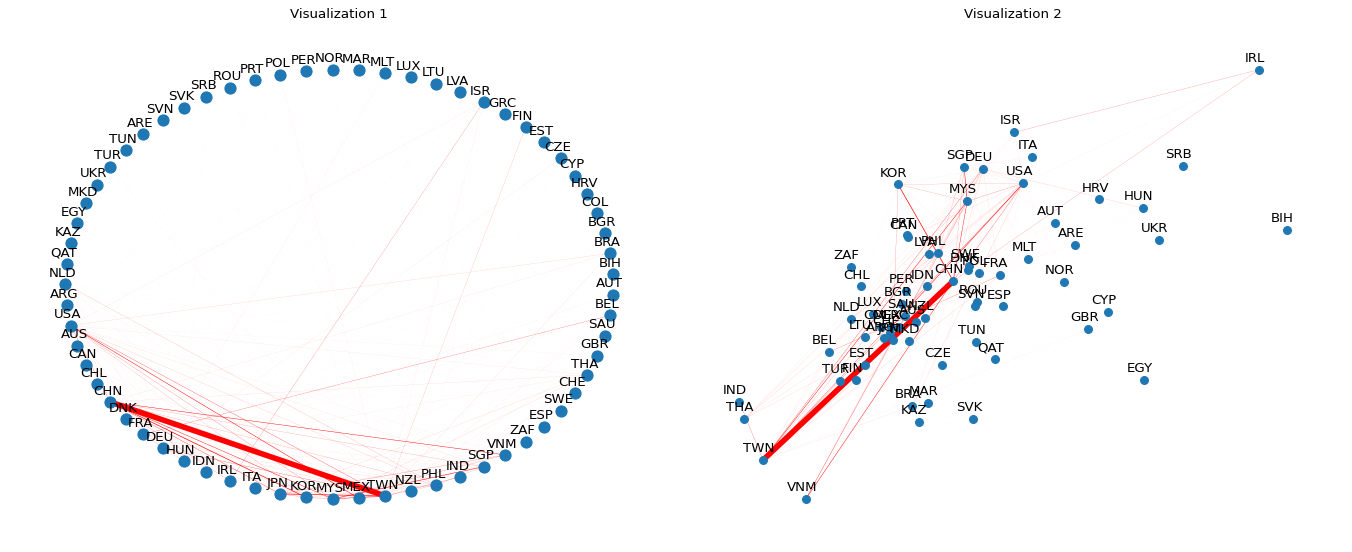 Visualization 1
NOR
MAR
PER
MLT
POL
LUX
PRT
LTU
ROU
LVA
SRB
ISR
SVK
GRC
SVN
FIN
ARE
EST
TUN
CZE
TUR
CYP
UKR
HRV
MKD
COL
EGY
BGR
KAZ
BRA
QAT
BIH
NLD
AUT
ARG
BEL
USA
SAU
AUS
GBR
CAN
THA
CHL
CHE
CHN
SWE
DNK
ESP
FRA
ZAF
DEU
VNM
HUN
SGP
IDN
IND
IRL
PHL
ITA
NZL
JPN
TWN
KOR
MEX
MYS
Visualization 2
IRL
ISR
ITA
SRB
SGP
DEU
USA
KOR
MYS
HRV
HUN
AUT
BIH
PRT
CAN
UKR
ARE
LVA
PHL
MLT
SWE
ZAF
DNK
POL
FRA
CHN
NOR
CHL
IDN
PER
ROU
BGR
SVN
ESP
CYP
LUX
SAU
NLD
NZL
GBR
LTU
MKD
TUN
BEL
QAT
EST
CZE
TUR
FIN
EGY
IND
BRA
MAR
THA
KAZ
SVK
TWN
VNM